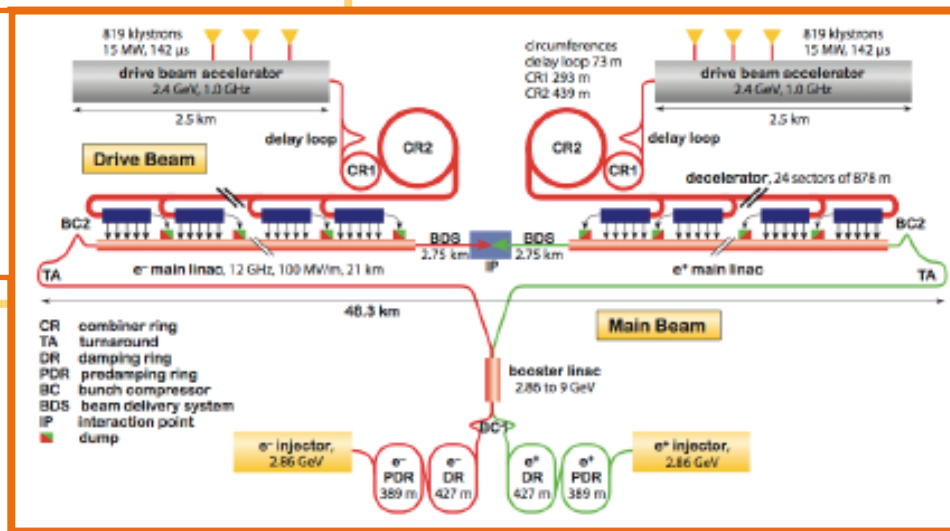 819 klystrons
15 MW, 142 µs
drive beam accelerator
2.4 GeV, 1.0 GHz
2.5 km
delay loop
CR1
CR2
circumferences
delay loop 73 m
CR1 293 m
CR2 439 m
819 klystrons
15 MW, 142 µs
drive beam accelerator
2.4 GeV, 1.0 GHz
2.5 km
delay loop
CR2
CR1
Drive Beam
decelerator, 24 sectors of 878 m
BC2
BC2
BDS
2.75 km
IP
BDS
2.75 km
TA
e⁻ main linac, 12 GHz, 100 MV/m, 21 km
e⁺ main linac
TA
48.3 km
Main Beam
CR combiner ring
TA turnaround
DR damping ring
PDR predamping ring
BC bunch compressor
BDS beam delivery system
IP interaction point
dump
booster linac
2.86 to 9 GeV
BC1
e⁻ injector,
2.86 GeV
e⁻
PDR
389 m
e⁻
DR
427 m
e⁺
DR
427 m
e⁺
PDR
389 m
e⁺ injector,
2.86 GeV